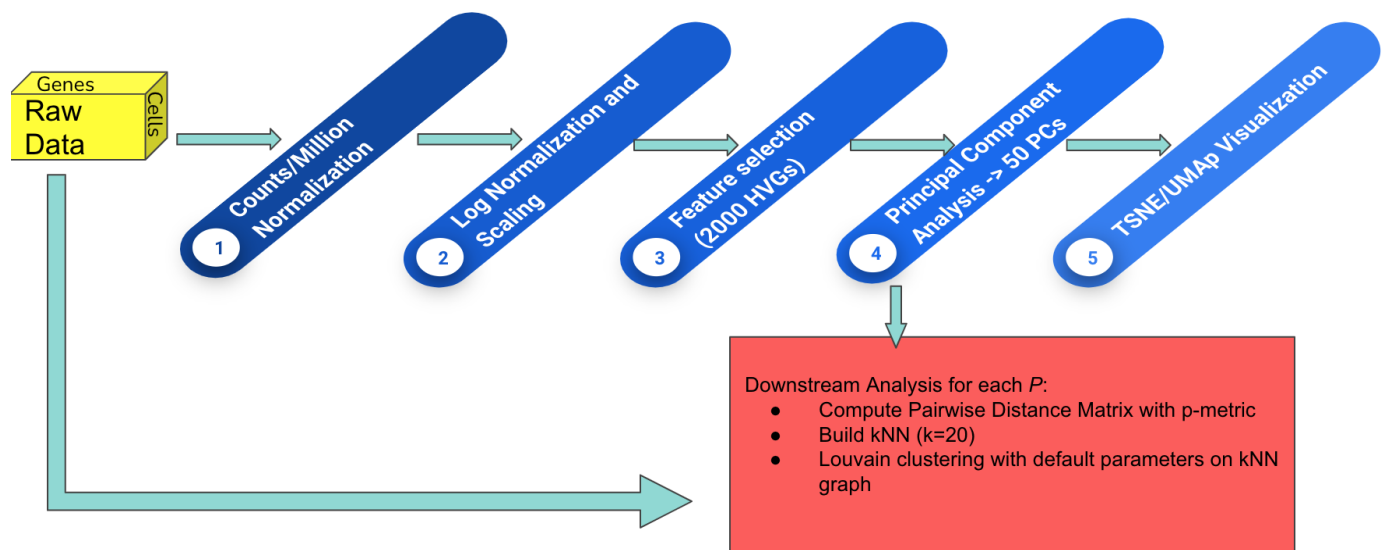 Genes
Cells
Raw
Data
Counts/Million
Normalization
1
Log Normalization and
Scaling
2
Feature selection
(2000 HVGs)
3
Principal Component
Analysis -> 50 PCs
4
TSNE/UMAp Visualization
5
Downstream Analysis for each P:
● Compute Pairwise Distance Matrix with p-metric
● Build kNN (k=20)
● Louvain clustering with default parameters on kNN
graph